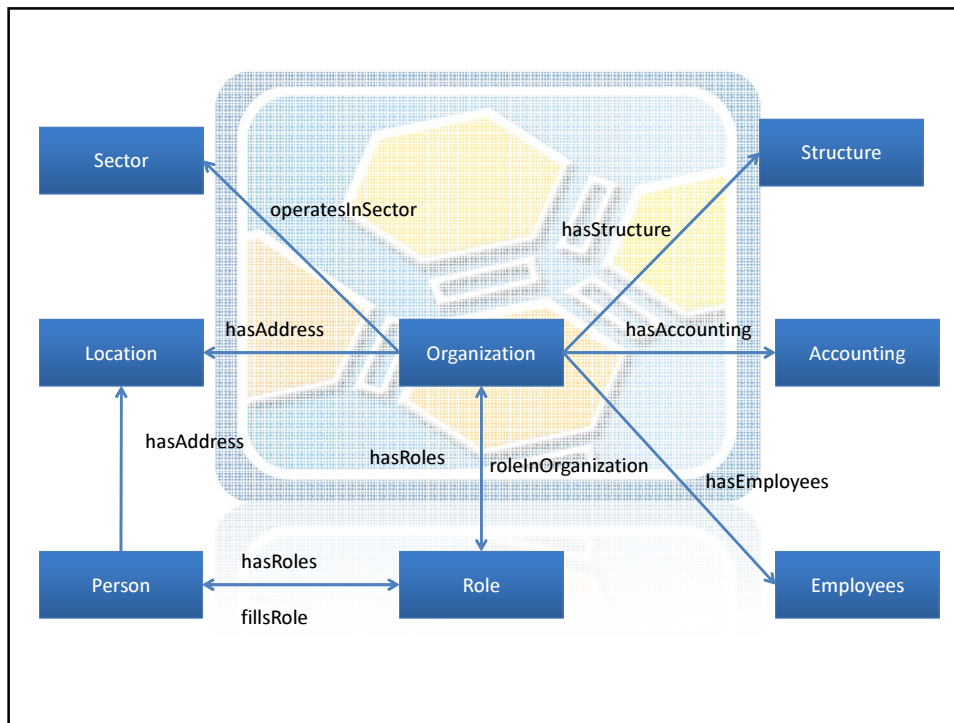 Sector
Structure
operatesInSector
hasStructure
hasAddress
hasAccounting
Location
Organization
Accounting
hasAddress
hasRoles
roleInOrganization
hasEmployees
hasRoles
Person
Role
Employees
fillsRole